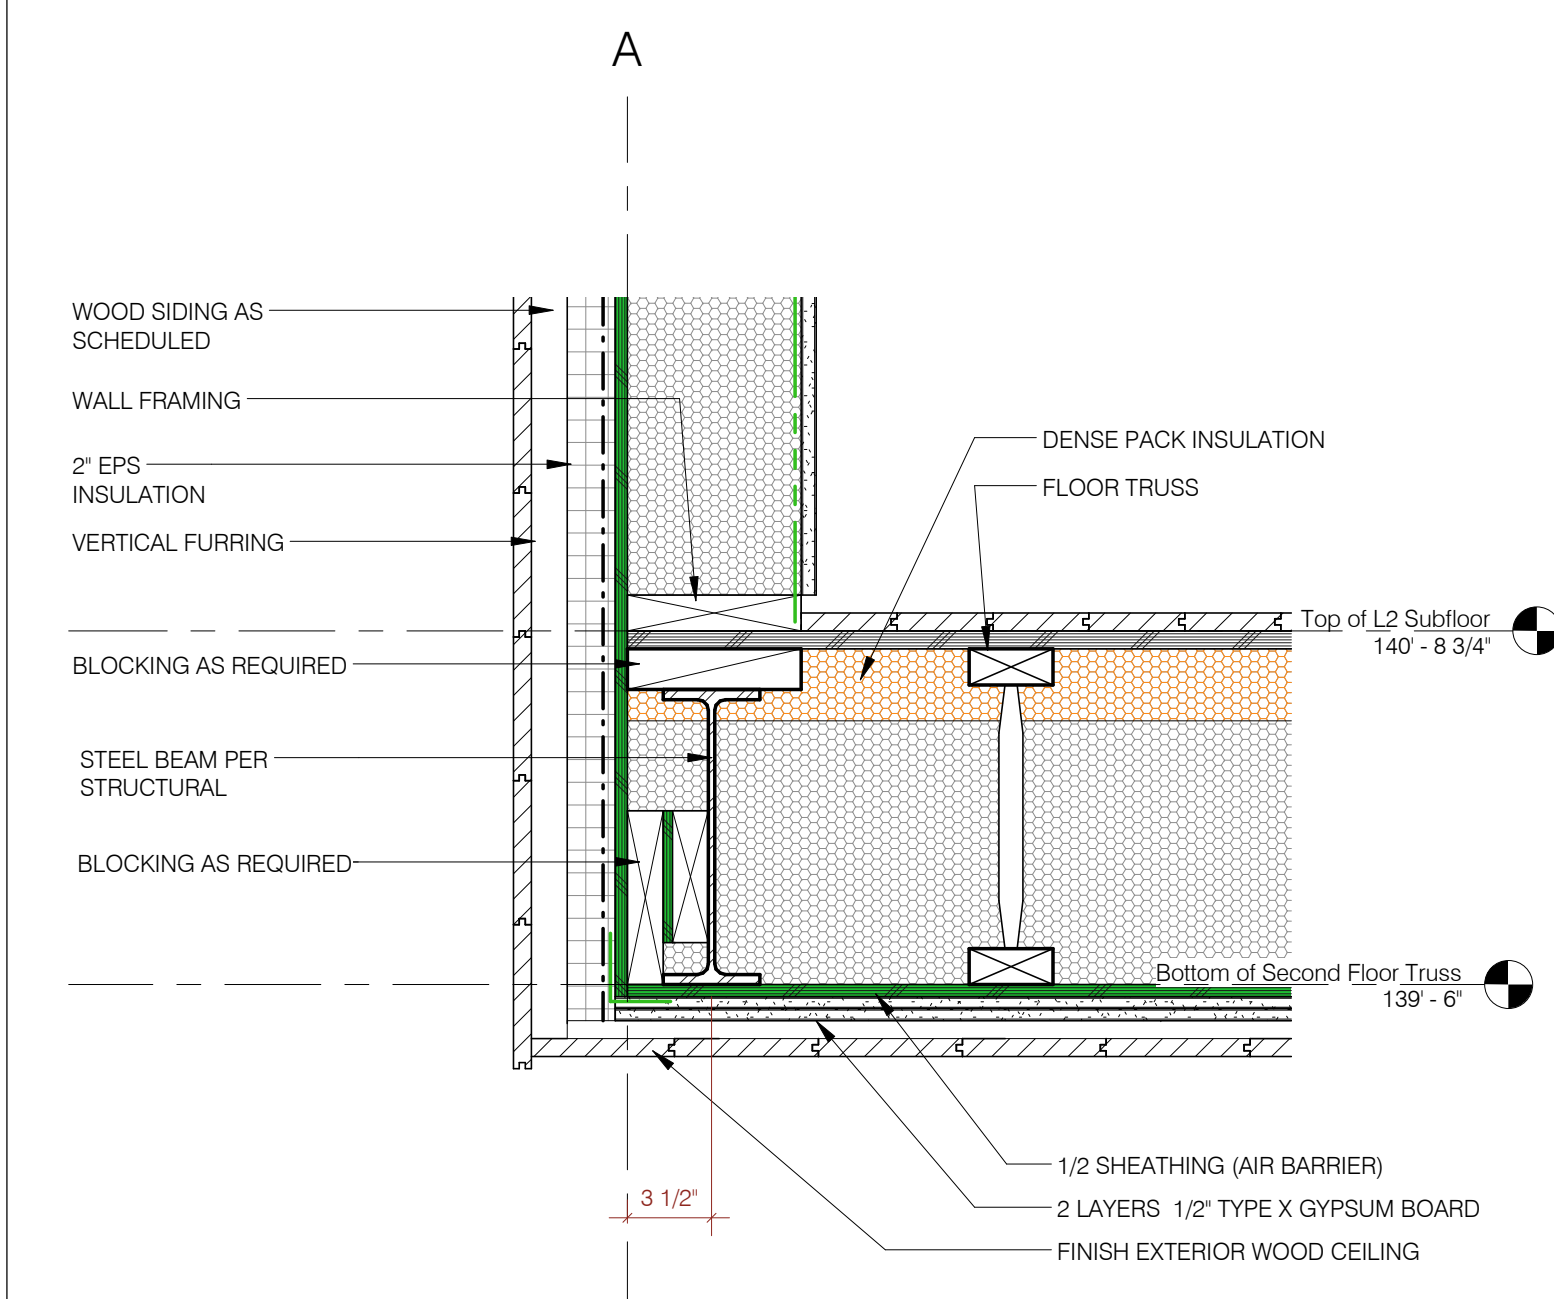 A
WOOD SIDING AS
SCHEDULED
WALL FRAMING
2" EPS
INSULATION
VERTICAL FURRING
BLOCKING AS REQUIRED
STEEL BEAM PER
STRUCTURAL
BLOCKING AS REQUIRED
DENSE PACK INSULATION
FLOOR TRUSS
Top of L2 Subfloor
140' - 8 3/4"
Bottom of Second Floor Truss
139' - 6"
1/2 SHEATHING (AIR BARRIER)
2 LAYERS 1/2" TYPE X GYPSUM BOARD
FINISH EXTERIOR WOOD CEILING
3 1/2"